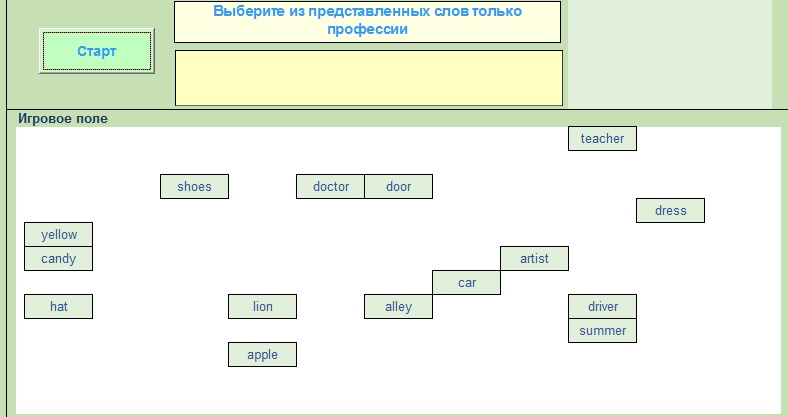 Выберите из представленных слов только
профессии
Старт
Игровое поле
teacher
shoes
doctor
door
dress
yellow
candy
artist
car
hat
lion
alley
driver
summer
apple